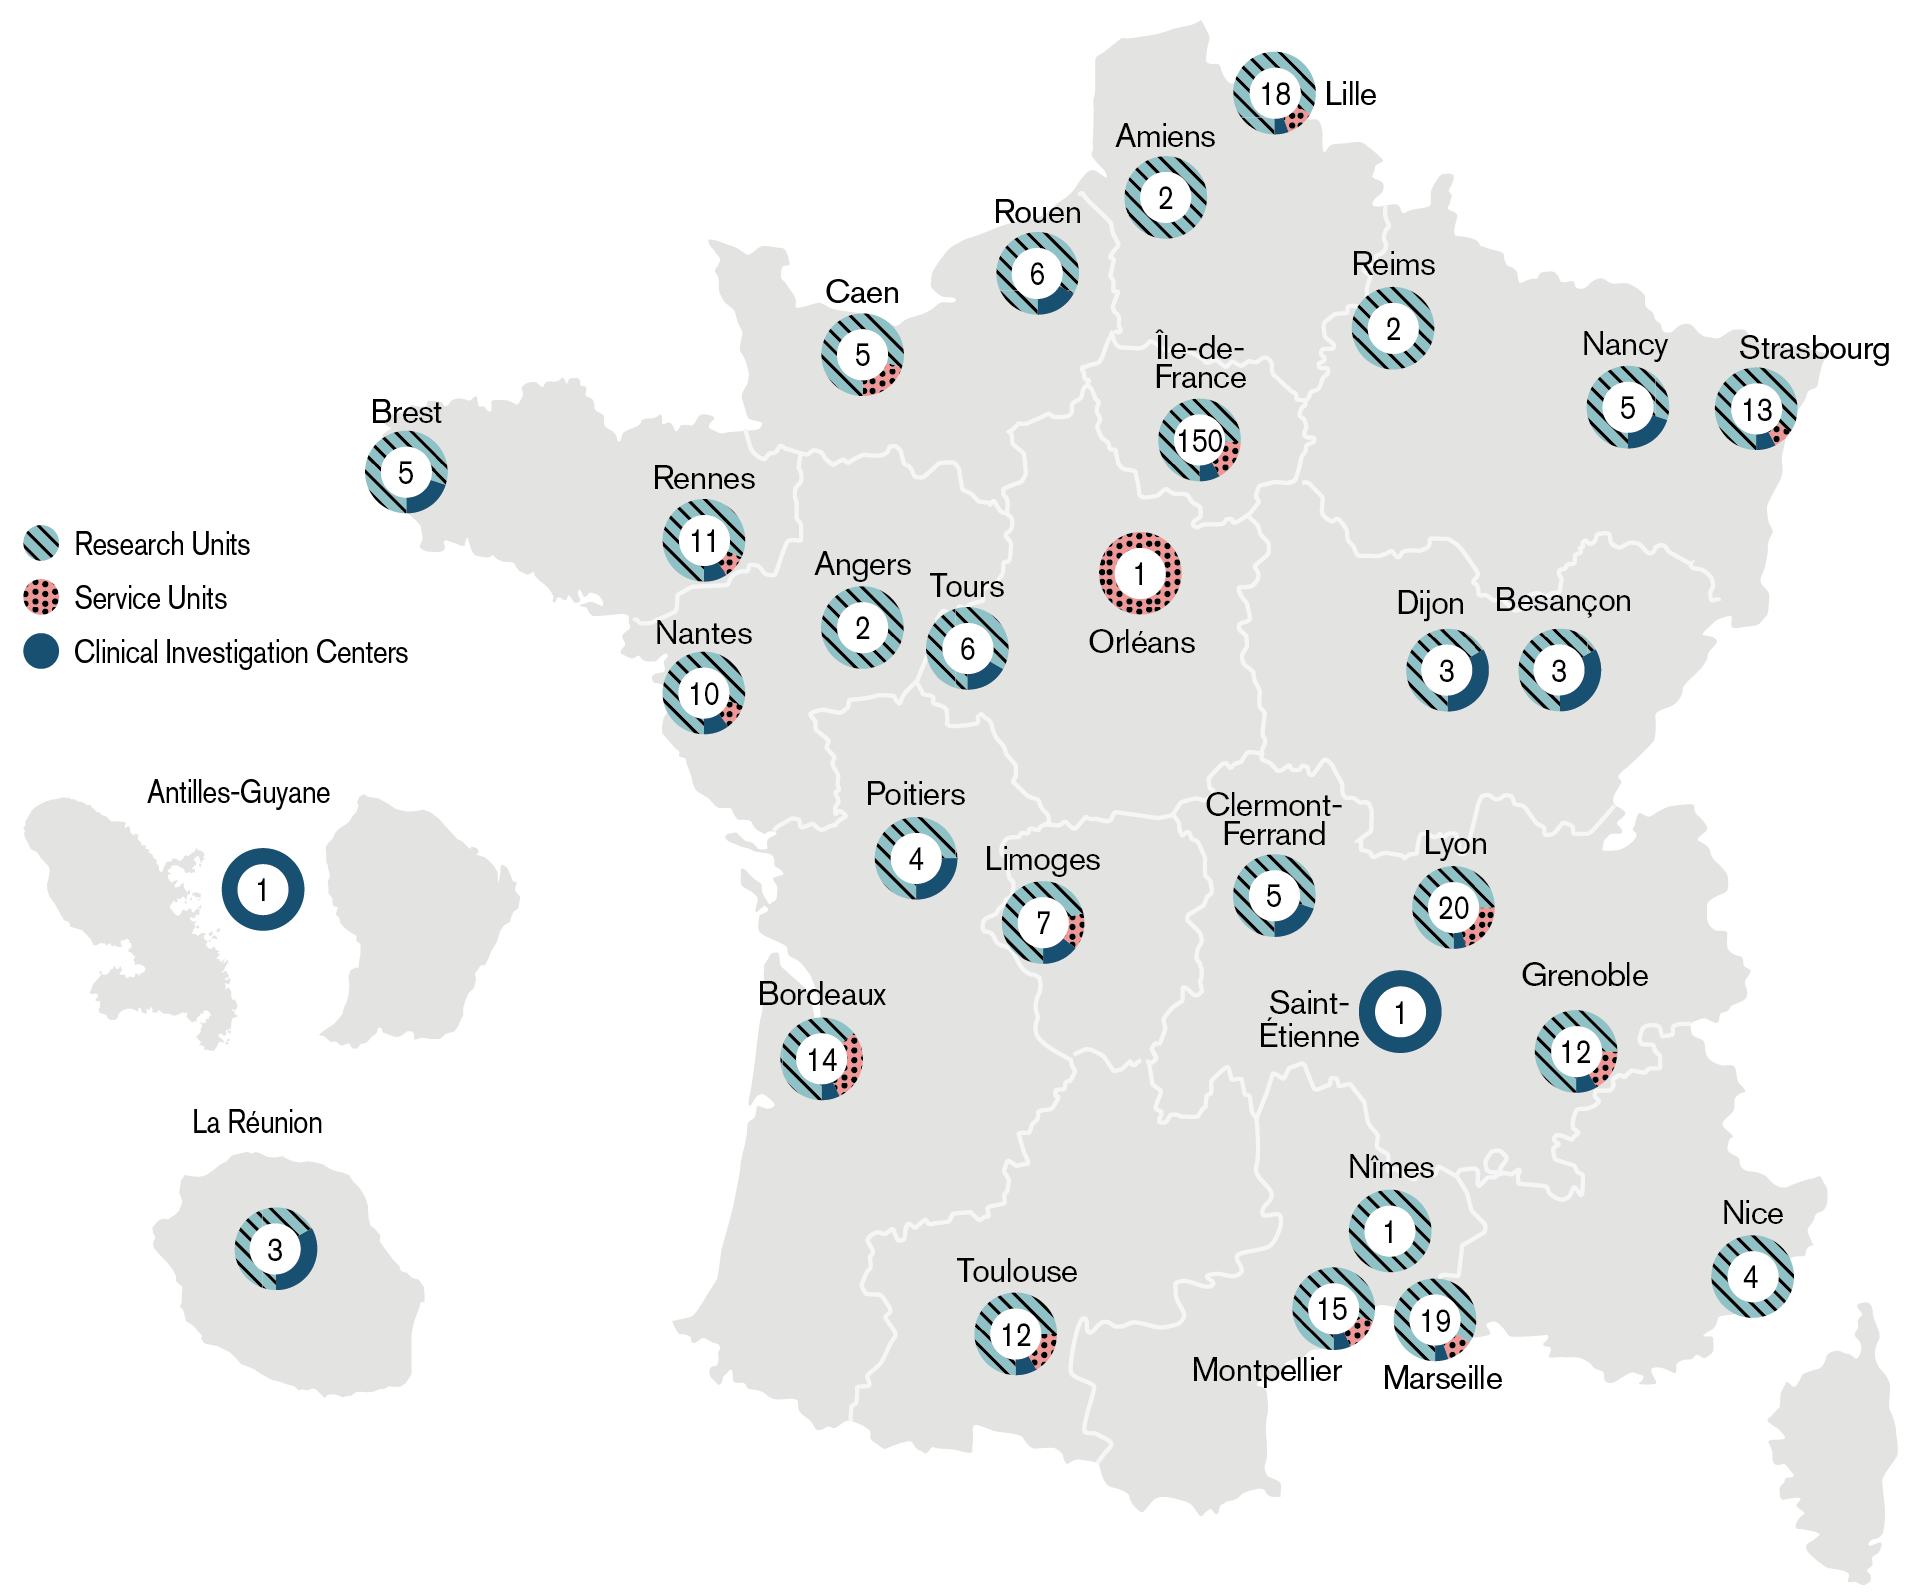 18
Lille
Amiens
2
Rouen
6
Reims
2
Caen
5
Île-de-
France
150
Nancy
5
Strasbourg
13
Brest
5
Rennes
11
Research Units
Service Units
Clinical Investigation Centers
Angers
2
Tours
6
1
Orléans
Dijon
3
Besançon
3
Nantes
10
Antilles-Guyane
1
Poitiers
4
Limoges
7
Clermont-
Ferrand
5
Lyon
20
Saint-
Étienne
1
Grenoble
12
Bordeaux
14
La Réunion
3
Nîmes
1
Nice
4
Toulouse
12
15
Montpellier
19
Marseille